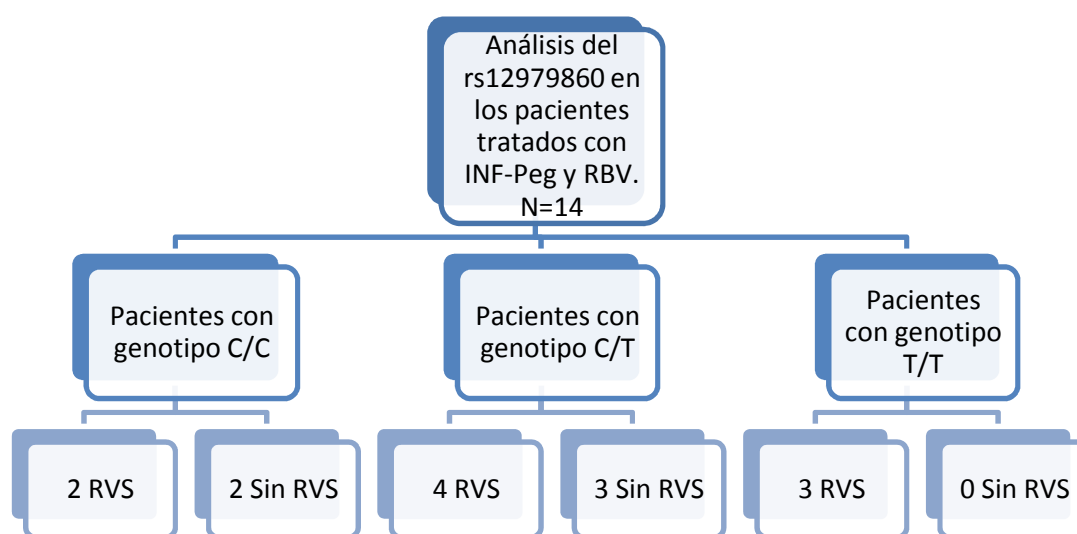 Análisis del
rs12979860 en
los pacientes
tratados con
INF-Peg y RBV.
N=14
Pacientes con
genotipo C/C
Pacientes con
genotipo C/T
Pacientes
con genotipo
T/T
2 RVS
2 Sin RVS
4 RVS
3 Sin RVS
3 RVS
0 Sin RVS